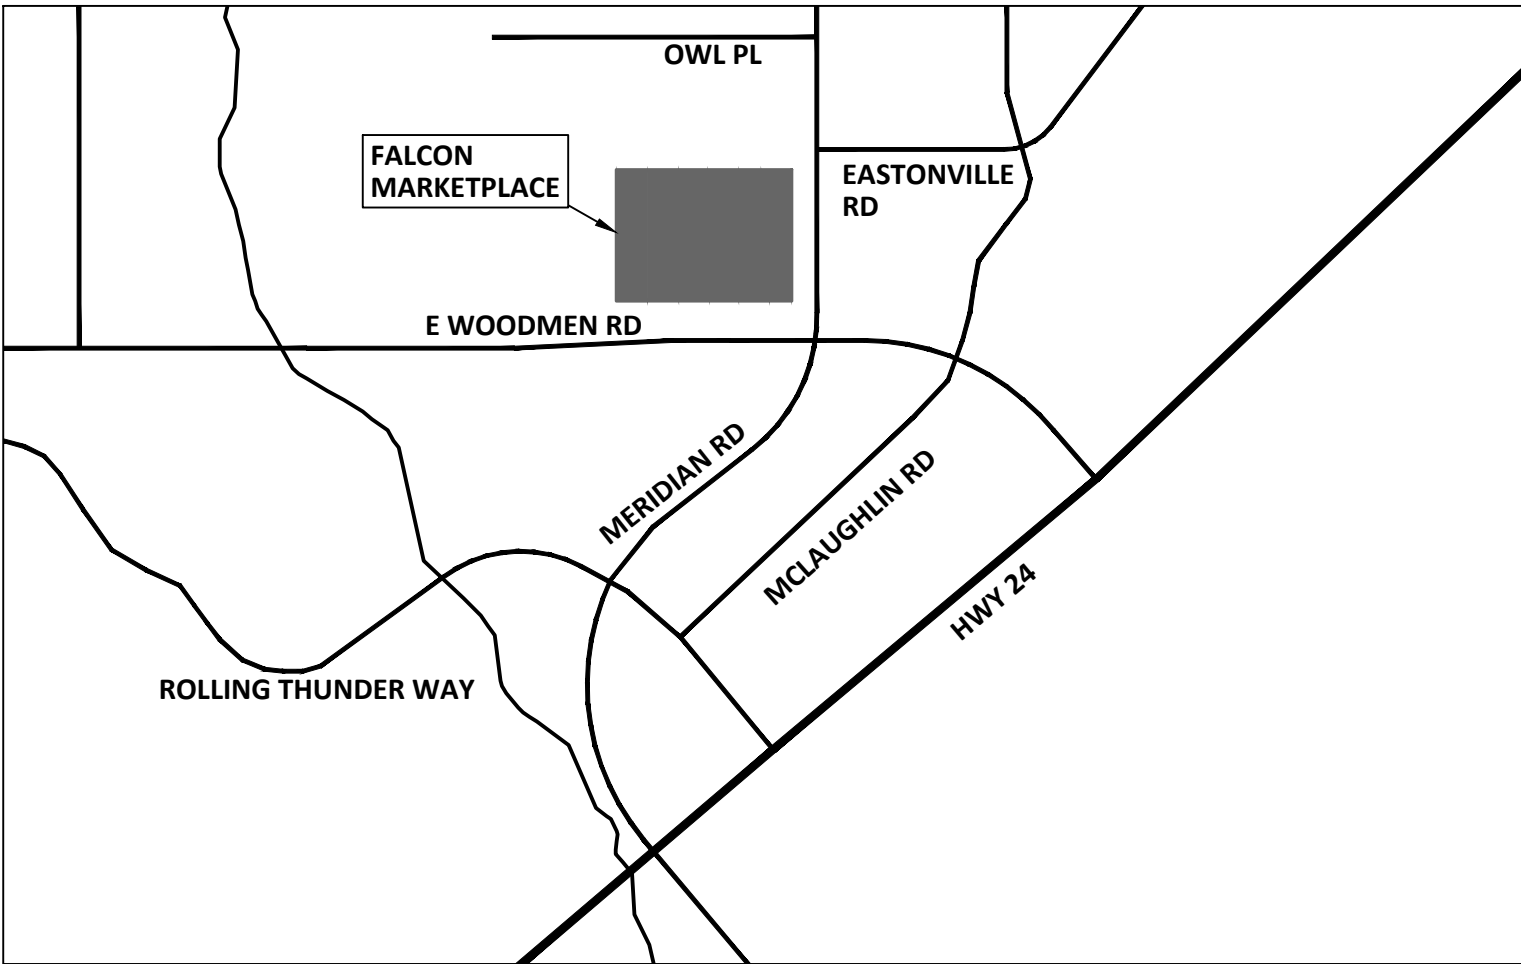 OWL PL
FALCON
MARKETPLACE
EASTONVILLE
RD
E WOODMEN RD
MERIDIAN RD
MCLAUGHLIN RD
HWY 24
ROLLING THUNDER WAY